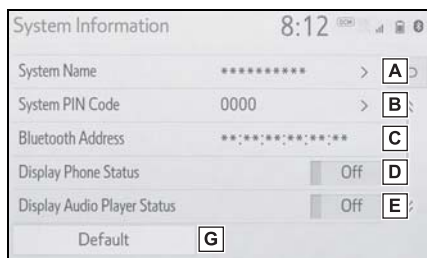 System Information 8:12 DCM
System Name ********** > A
System PIN Code 0000 > B
Bluetooth Address **:**:**:**:**:** C
Display Phone Status Off D
Display Audio Player Status Off E
Default G